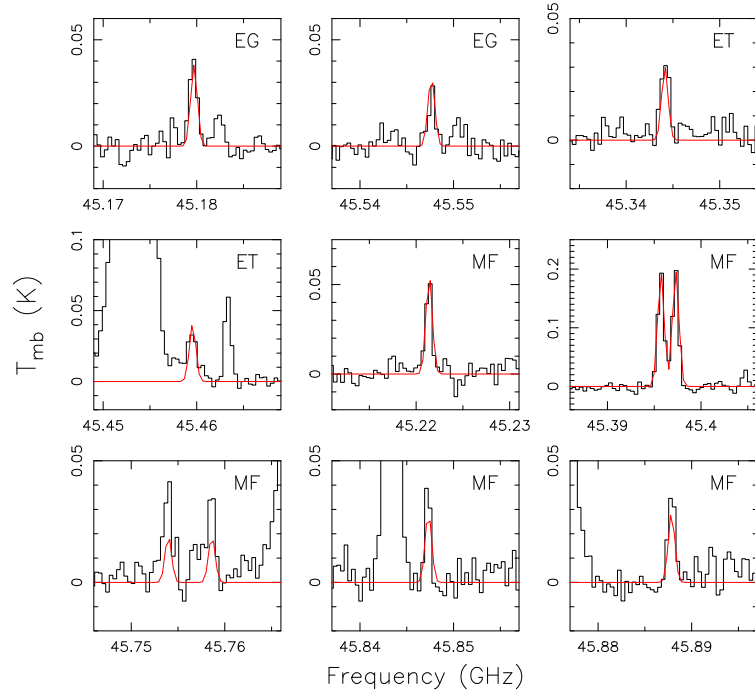 0.05 EG 0.05 EG 0.05 ET
0 0 0
45.17 45.18 45.54 45.55 45.34 45.35
0.1 ET 0.05 MF 0.2 MF
0.05 0.1
0 0 0
45.45 45.46 45.22 45.23 45.39 45.4
0.05 MF 0.05 MF 0.05 MF
0 0 0
45.75 45.76 45.84 45.85 45.88 45.89
T_mb (K)
Frequency (GHz)